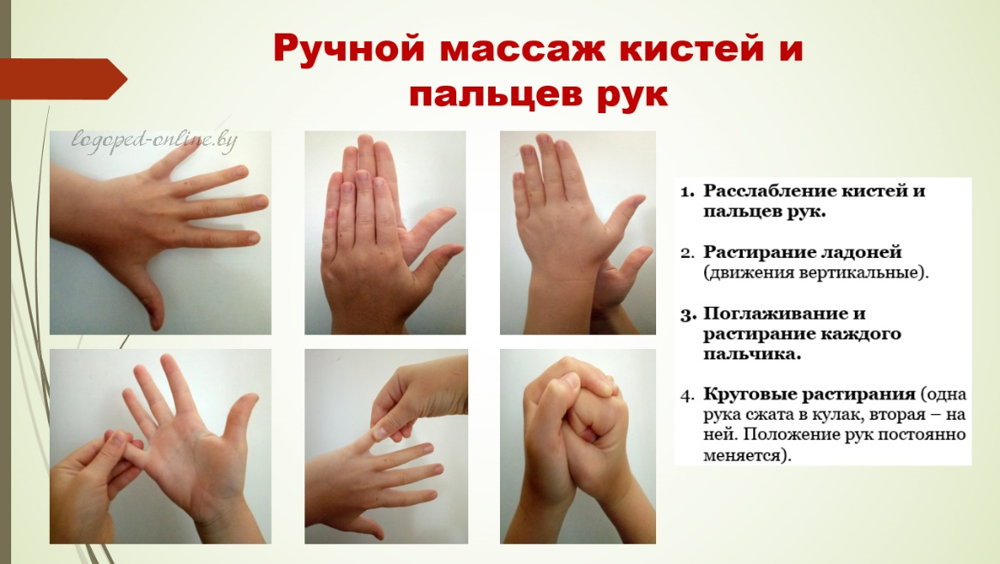 Ручной массаж кистей и
пальцев рук
logoped-online.by
1. Расслабление кистей и
пальцев рук.
2. Растирание ладоней
(движения вертикальные).
3. Поглаживание и
растирание каждого
пальчика.
4. Круговые растирания (одна
рука сжата в кулак, вторая – на
ней. Положение рук постоянно
меняется).